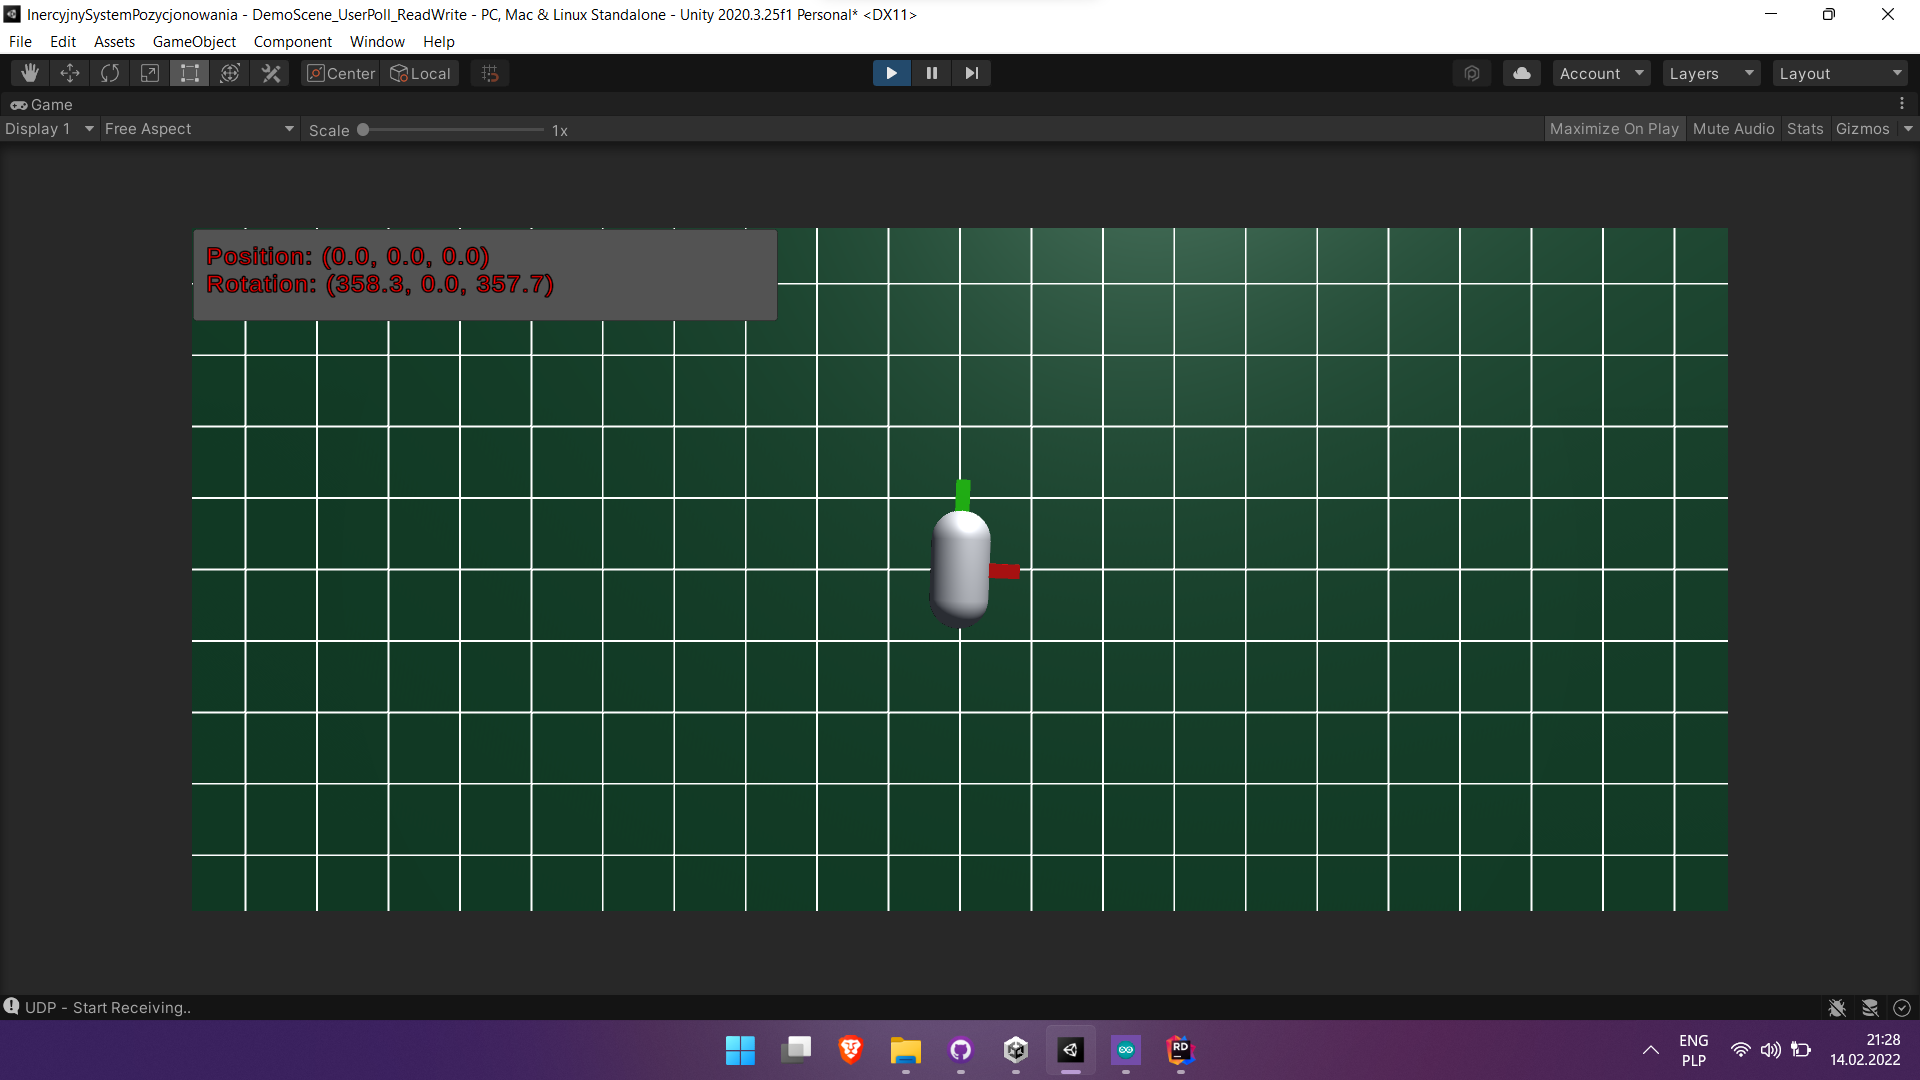 InercyjnySystemPozycjonowania - DemoScene_UserPoll_ReadWrite - PC, Mac & Linux Standalone - Unity 2020.3.25f1 Personal* <DX11>
File Edit Assets GameObject Component Window Help
Center Local Account Layers Layout
Game
Display 1 Free Aspect Scale 1x Maximize On Play Mute Audio Stats Gizmos
Position: (0.0, 0.0, 0.0)
Rotation: (358.3, 0.0, 357.7)
UDP - Start Receiving..
RD
ENG 21:28
PLP 14.02.2022